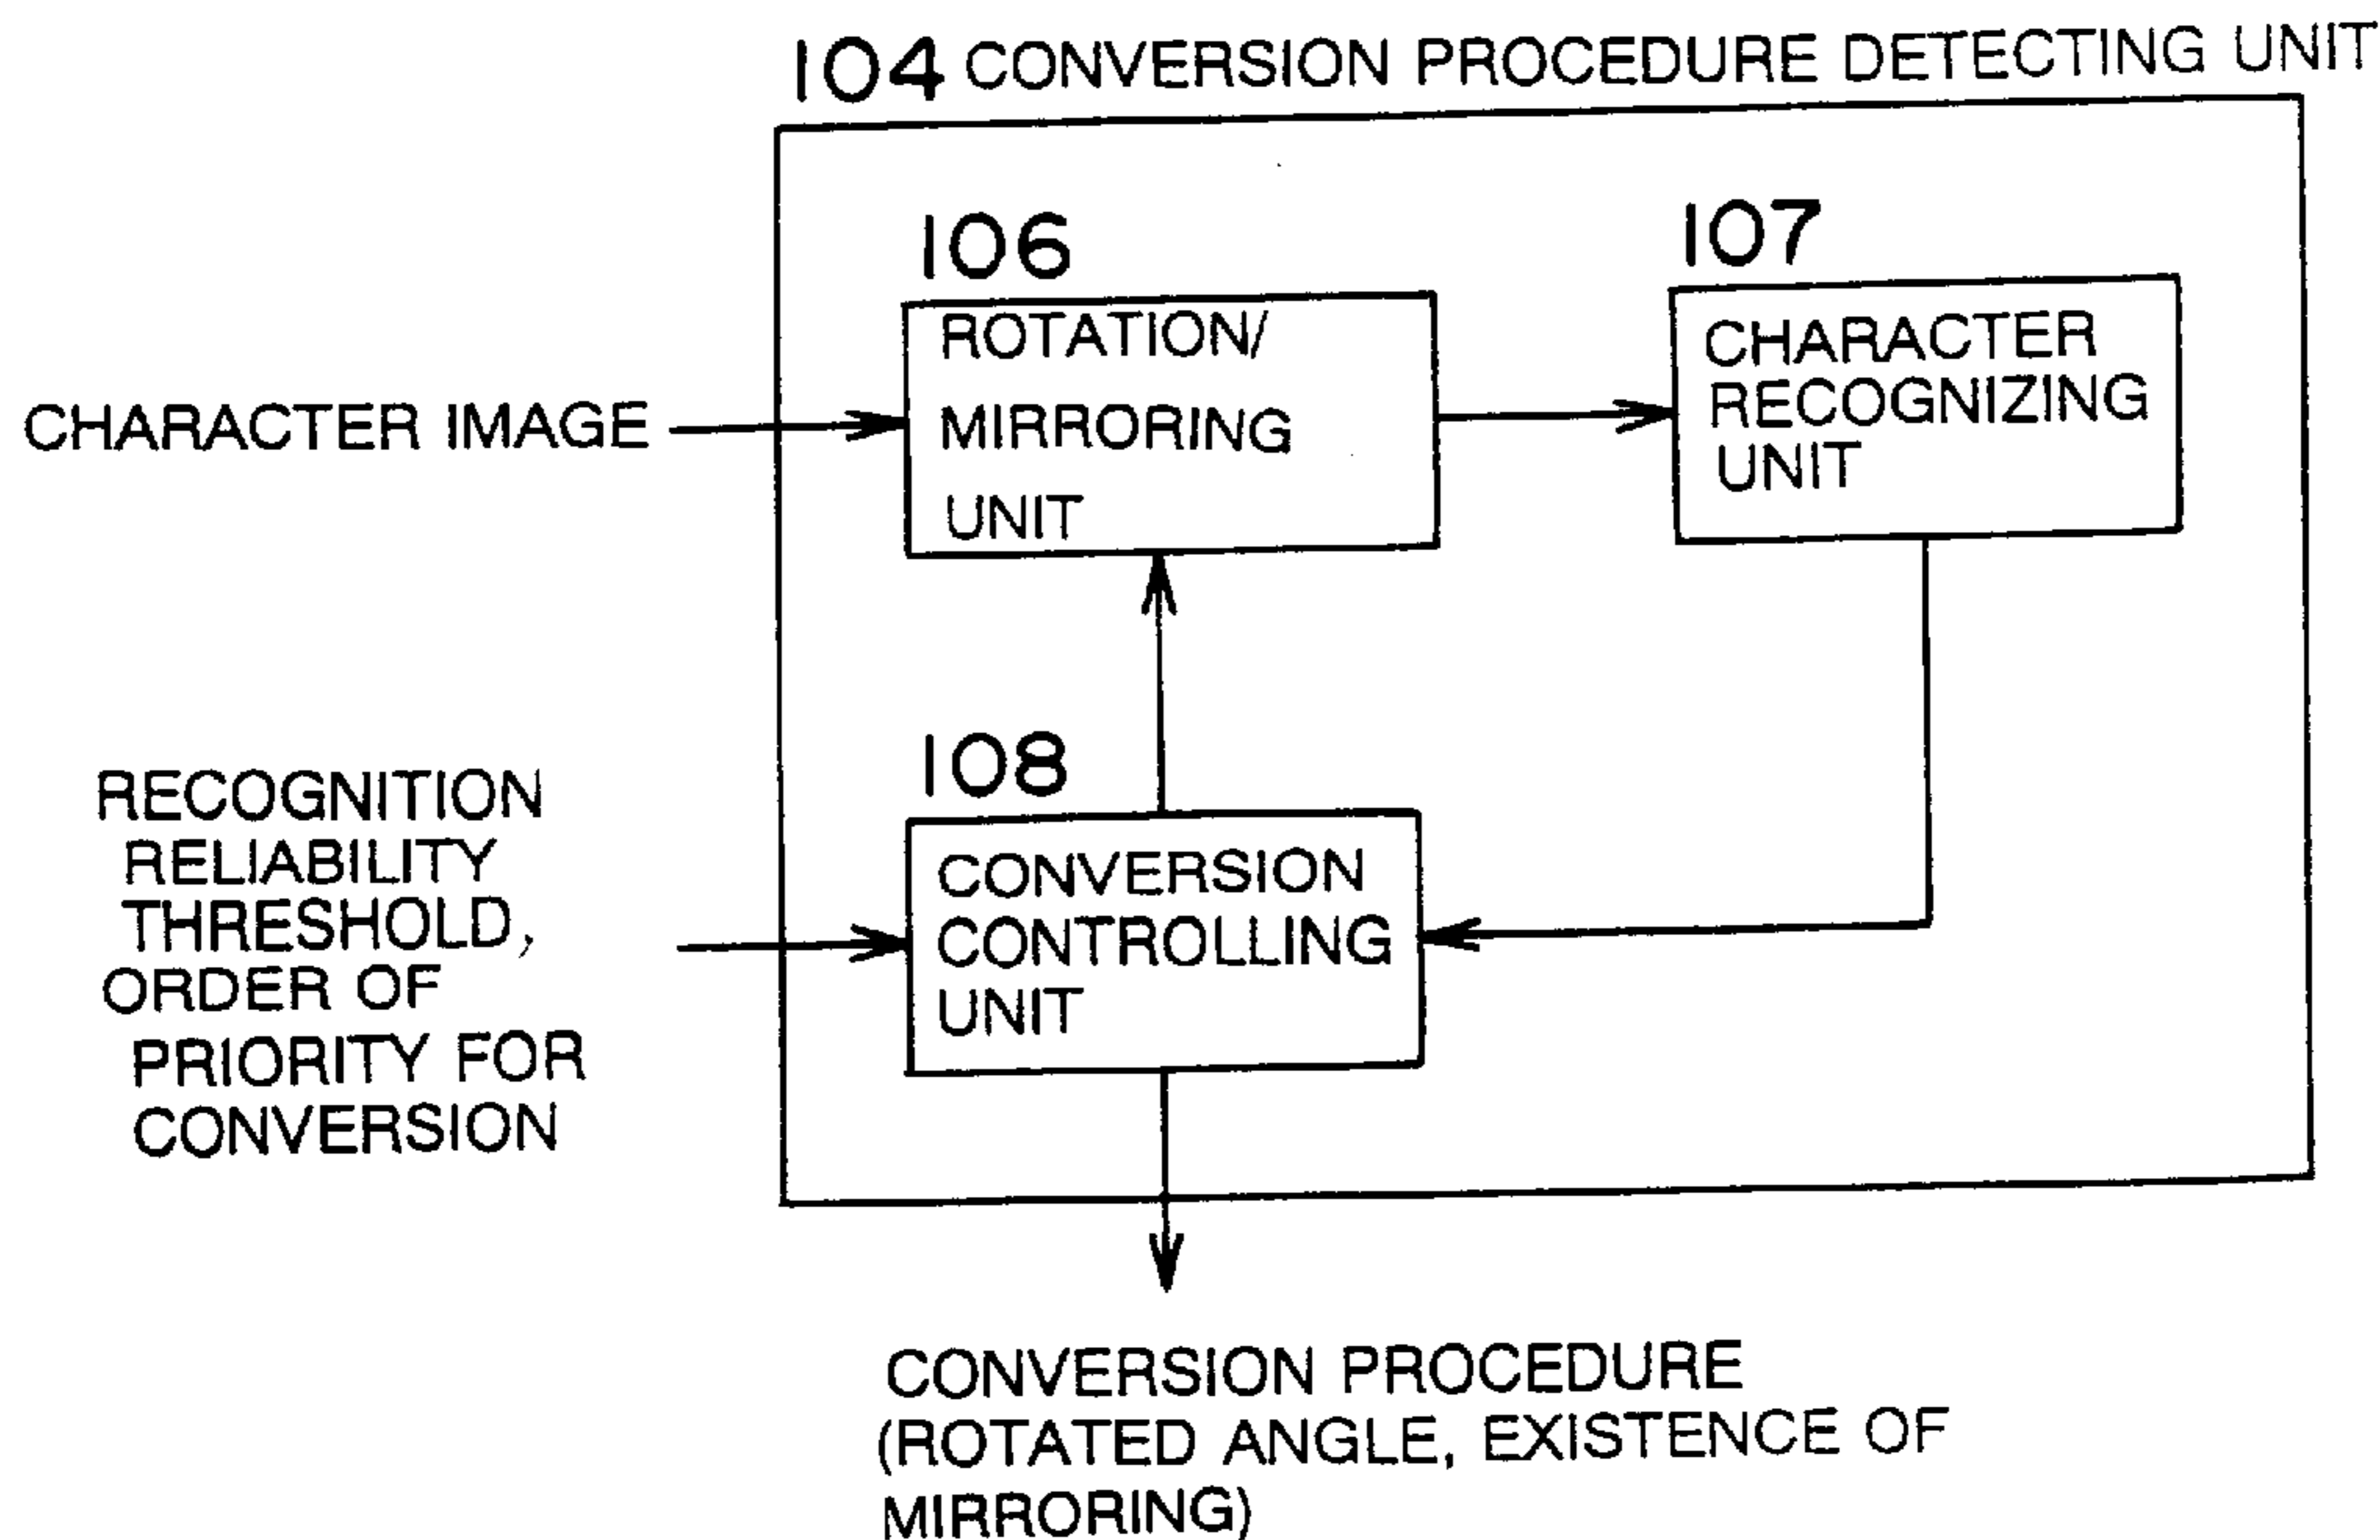 104 CONVERSION PROCEDURE DETECTING UNIT
106
ROTATION/
MIRRORING
UNIT
107
CHARACTER
RECOGNIZING
UNIT
CHARACTER IMAGE
108
CONVERSION
CONTROLLING
UNIT
RECOGNITION
RELIABILITY
THRESHOLD,
ORDER OF
PRIORITY FOR
CONVERSION
CONVERSION PROCEDURE
(ROTATED ANGLE, EXISTENCE OF
MIRRORING)